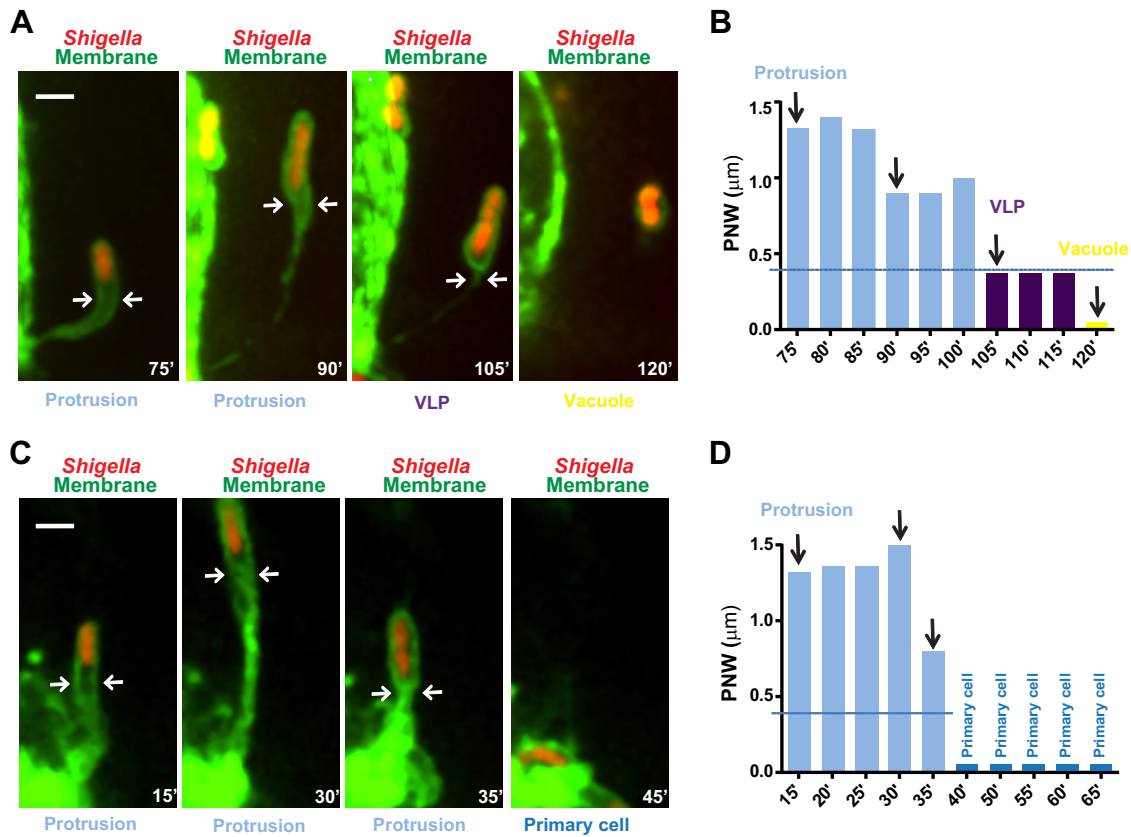 A
Shigella
Membrane
Shigella
Membrane
Shigella
Membrane
Shigella
Membrane
75’
90’
105’
120’
Protrusion
Protrusion
VLP
Vacuole
B
Protrusion
VLP
Vacuole
PNW (μm)
1.5
1.0
0.5
0.0
75'
80'
85'
90'
95'
100'
105'
110'
115'
120'
C
Shigella
Membrane
Shigella
Membrane
Shigella
Membrane
Shigella
Membrane
15’
30’
35’
45’
Protrusion
Protrusion
Protrusion
Primary cell
D
Protrusion
PNW (μm)
1.5
1.0
0.5
0.0
Primary cell
Primary cell
Primary cell
Primary cell
Primary cell
15'
20'
25'
30'
35'
40'
50'
55'
60'
65'